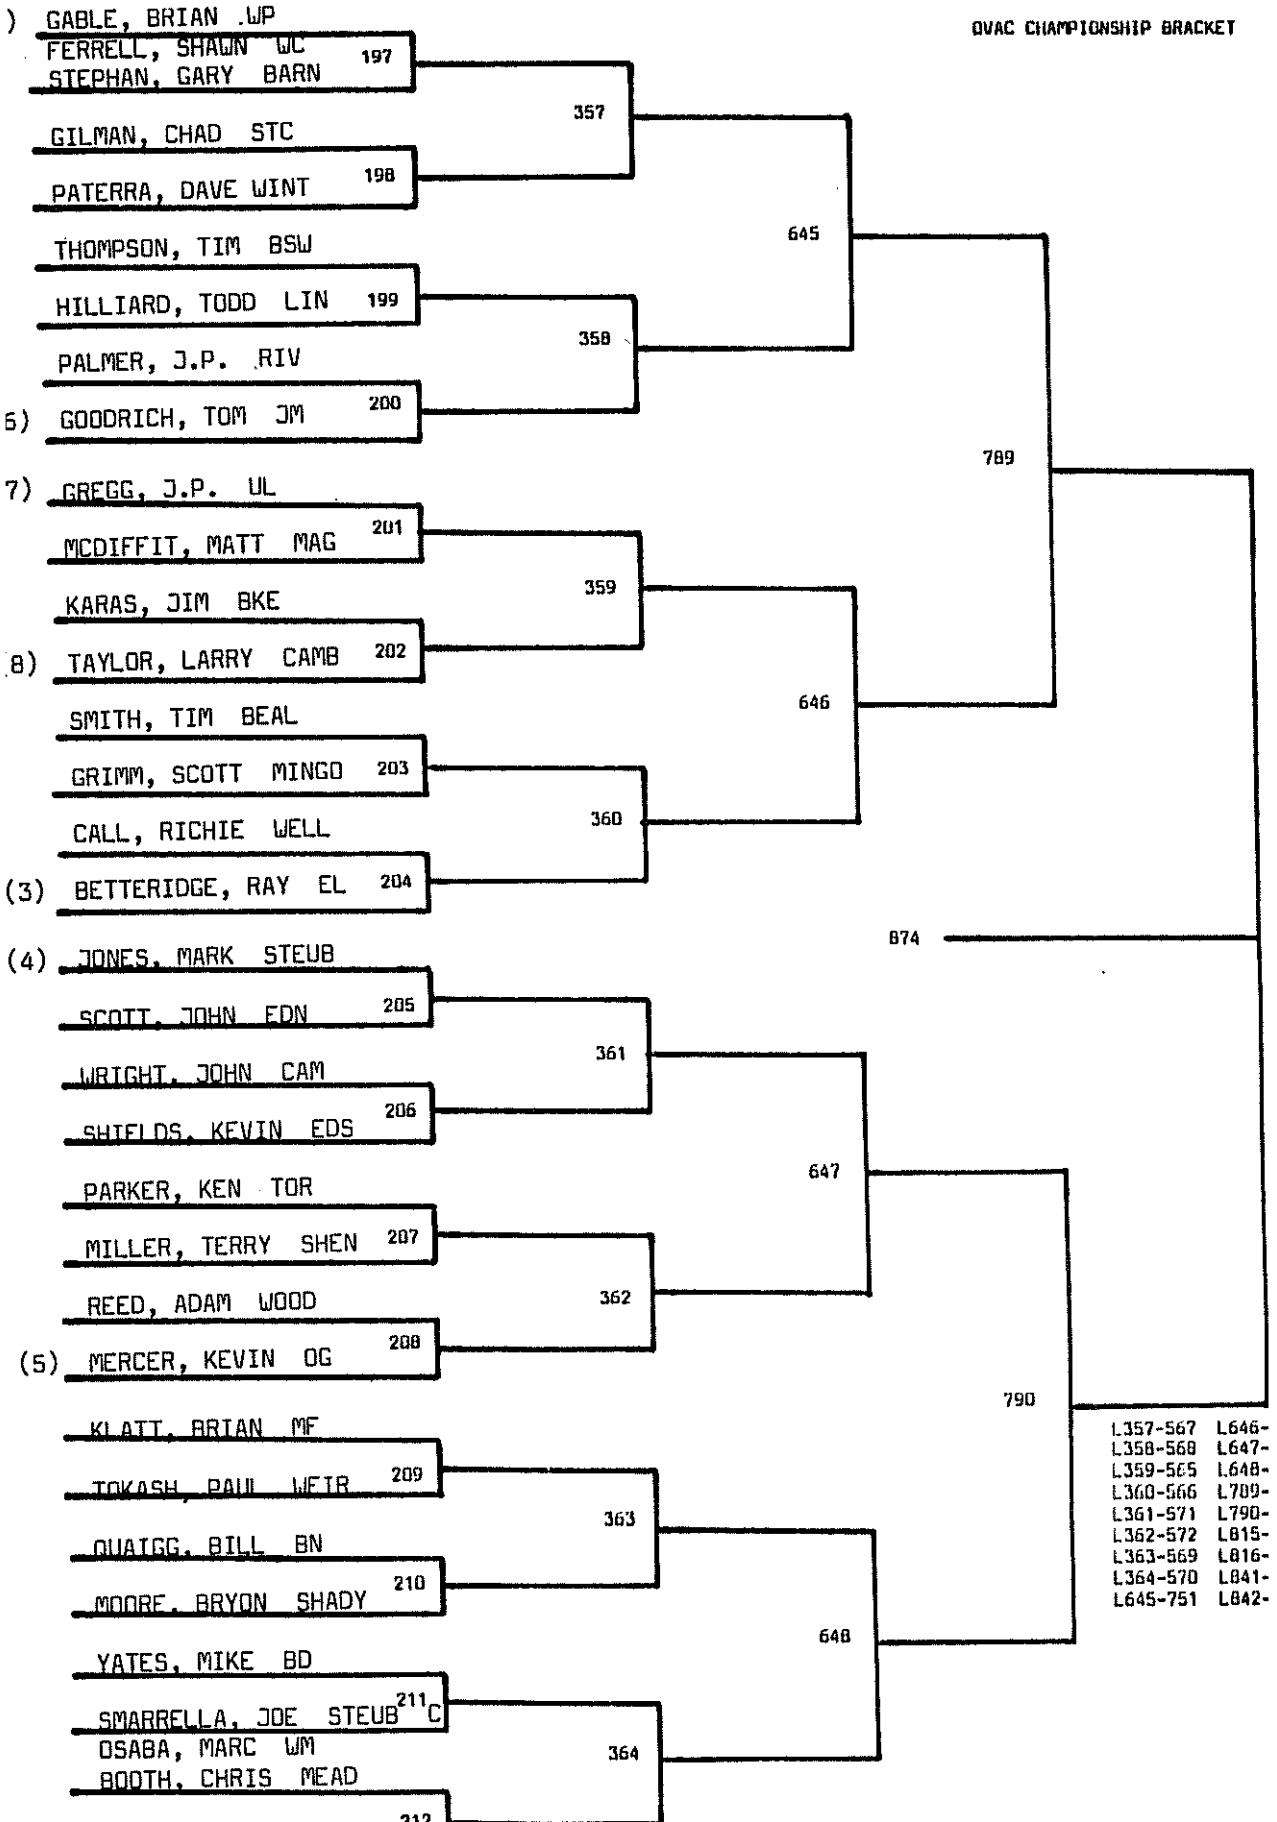 ) GABLE, BRIAN .WP
OVAC CHAMPIONSHIP BRACKET
FERRELL, SHAWN WC
197
STEPHAN, GARY BARN
357
GILMAN, CHAD STC
198
PATERRA, DAVE WINT
645
THOMPSON, TIM BSW
HILLIARD, TODD LIN 199
358
PALMER, J.P. RIV
200
6) GOODRICH, TOM JM
789
7) GREGG, J.P. UL
201
MCDIFFIT, MATT MAG
359
KARAS, JIM BKE
8) TAYLOR, LARRY CAMB 202
646
SMITH, TIM BEAL
GRIMM, SCOTT MINGO 203
360
CALL, RICHIE WELL
(3) BETTERIDGE, RAY EL 204
874
(4) JONES, MARK STEUB
205
SCOTT, JOHN EDN
361
WRIGHT, JOHN CAM
206
SHIELDS, KEVIN EDS
647
PARKER, KEN TOR
MILLER, TERRY SHEN 207
362
REED, ADAM WOOD
208
(5) MERCER, KEVIN OG
790
KLATT, BRIAN MF
L357-567 L646-
L358-568 L647-
L359-565 L648-
L360-566 L789-
L361-571 L790-
L362-572 L815-
L363-569 L816-
L364-570 L841-
L645-751 L842-
209
TOKASH, PAUL WEIR
363
QUAIGG, BILL BN
210
MOORE, BRYON SHADY
648
YATES, MIKE BD
SMARRELLA, JOE STEUB 211 C
OSABA, MARC WM
364
BOOTH, CHRIS MEAD
212